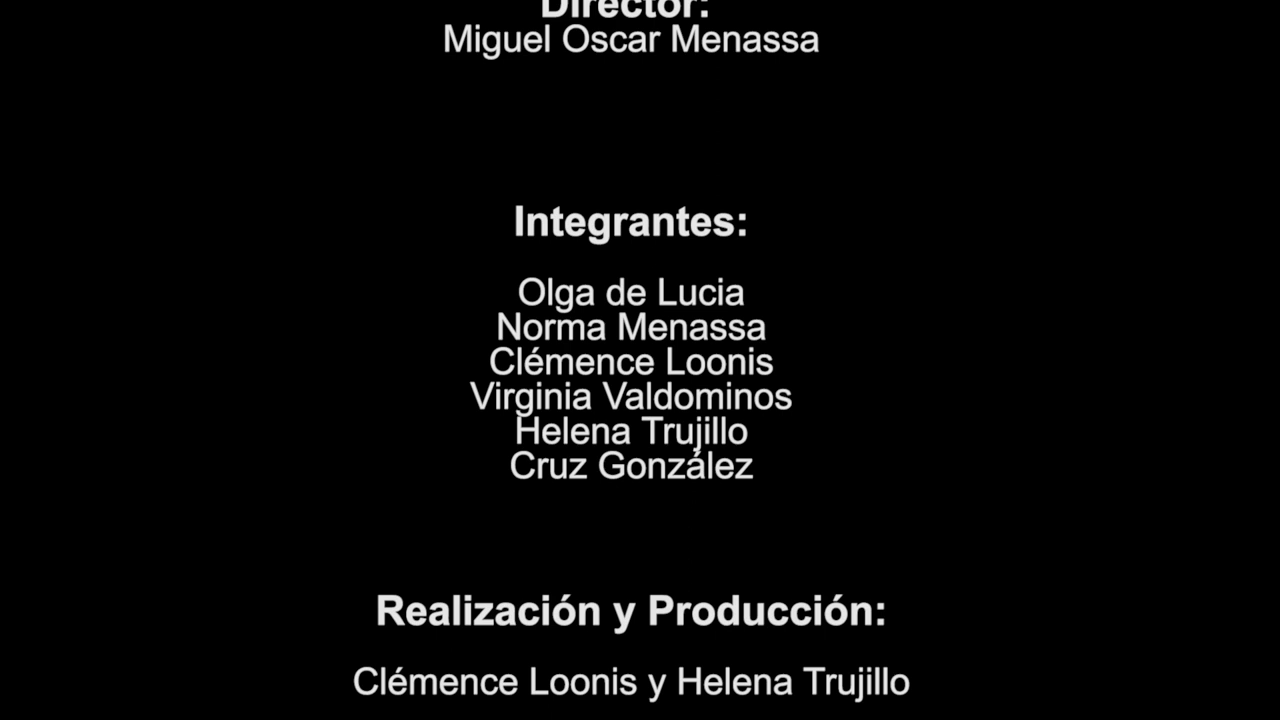 Director:
Miguel Oscar Menassa
Integrantes:
Olga de Lucia
Norma Menassa
Clémence Loonis
Virginia Valdominos
Helena Trujillo
Cruz González
Realización y Producción:
Clémence Loonis y Helena Trujillo